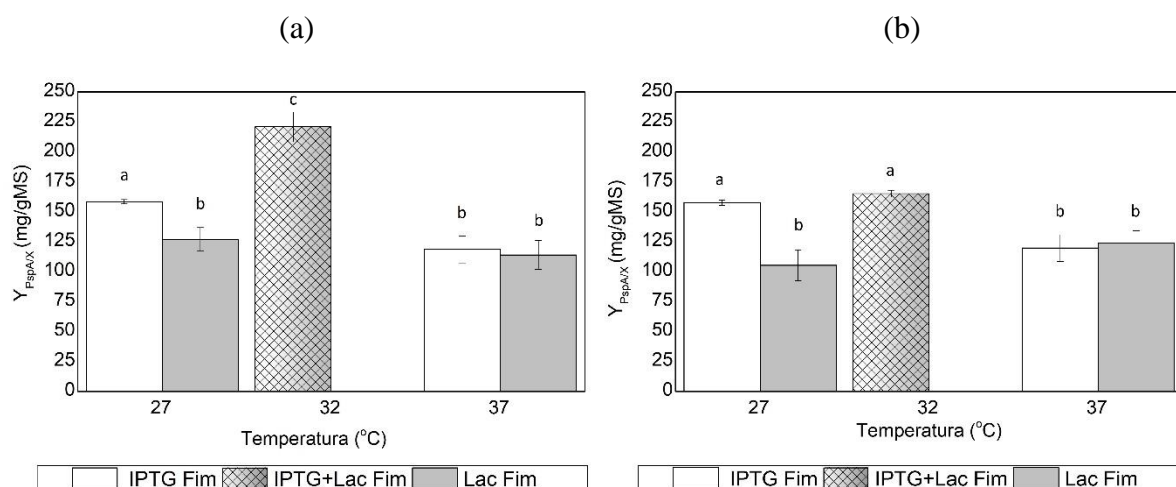 (a)
(b)
250
225
200
175
150
125
100
75
50
25
0
Y PspA/X (mg/gMS)
a
b
c
b
b
27
32
37
Temperatura (°C)
IPTG Fim
IPTG+Lac Fim
Lac Fim
250
225
200
175
150
125
100
75
50
25
0
Y PspA/X (mg/gMS)
a
b
a
b
b
27
32
37
Temperatura (°C)
IPTG Fim
IPTG+Lac Fim
Lac Fim